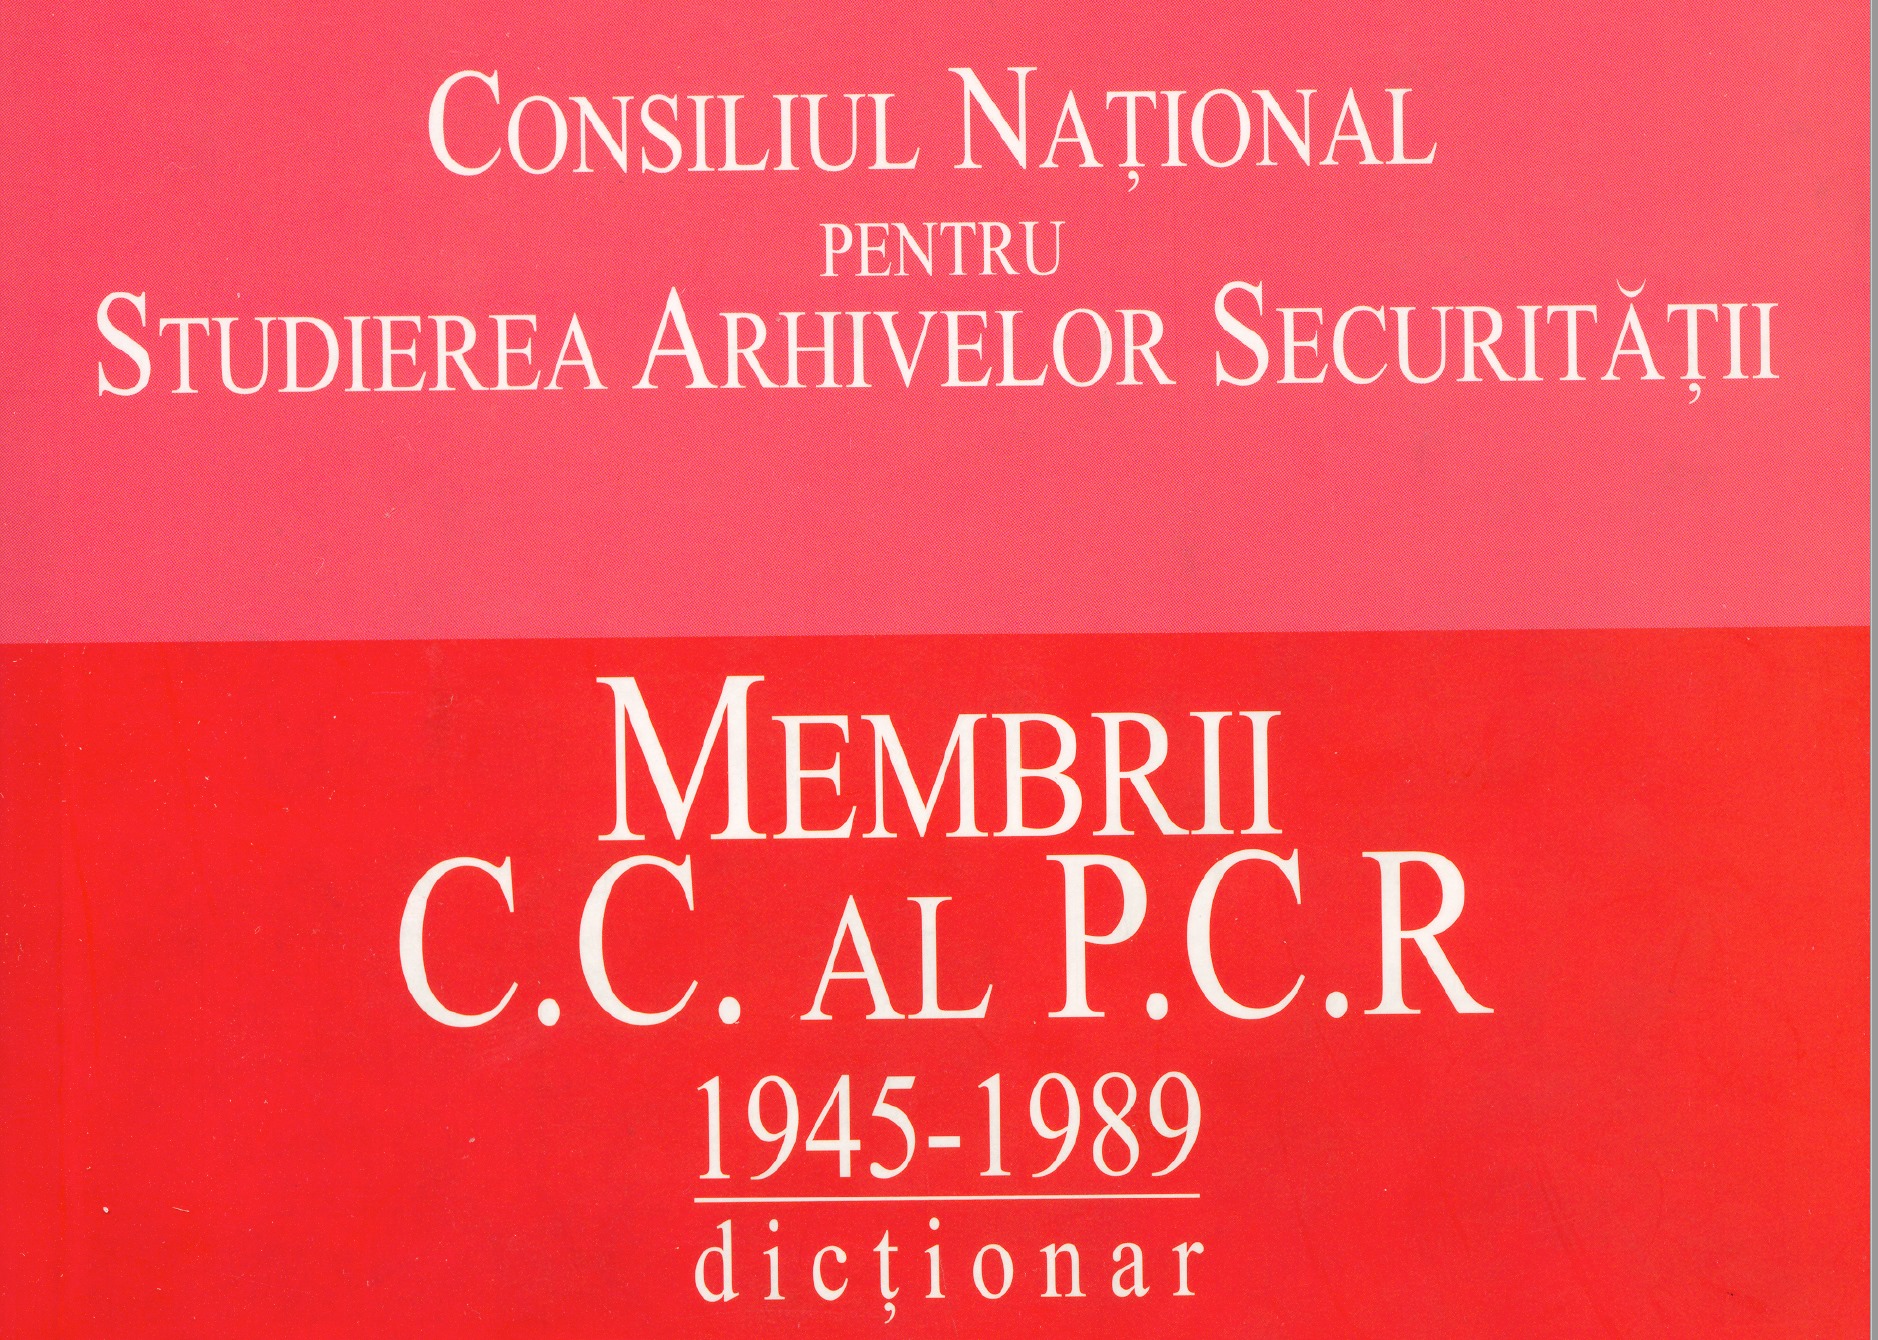 CONSILIUL NAȚIONAL
PENTRU
STUDIEREA ARHIVELOR SECURITĂȚII
MEMBRII
C.C. AL P.C.R
1945-1989
dicționar